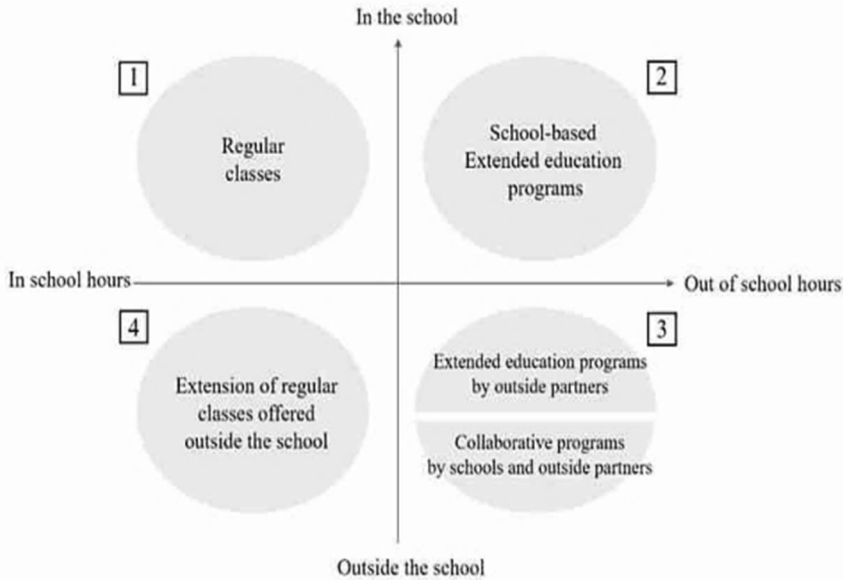 In the school
1
2
Regular
classes
School-based
Extended education
programs
In school hours
Out of school hours
4
3
Extension of regular
classes offered
outside the school
Extended education programs
by outside partners
Collaborative programs
by schools and outside partners
Outside the school